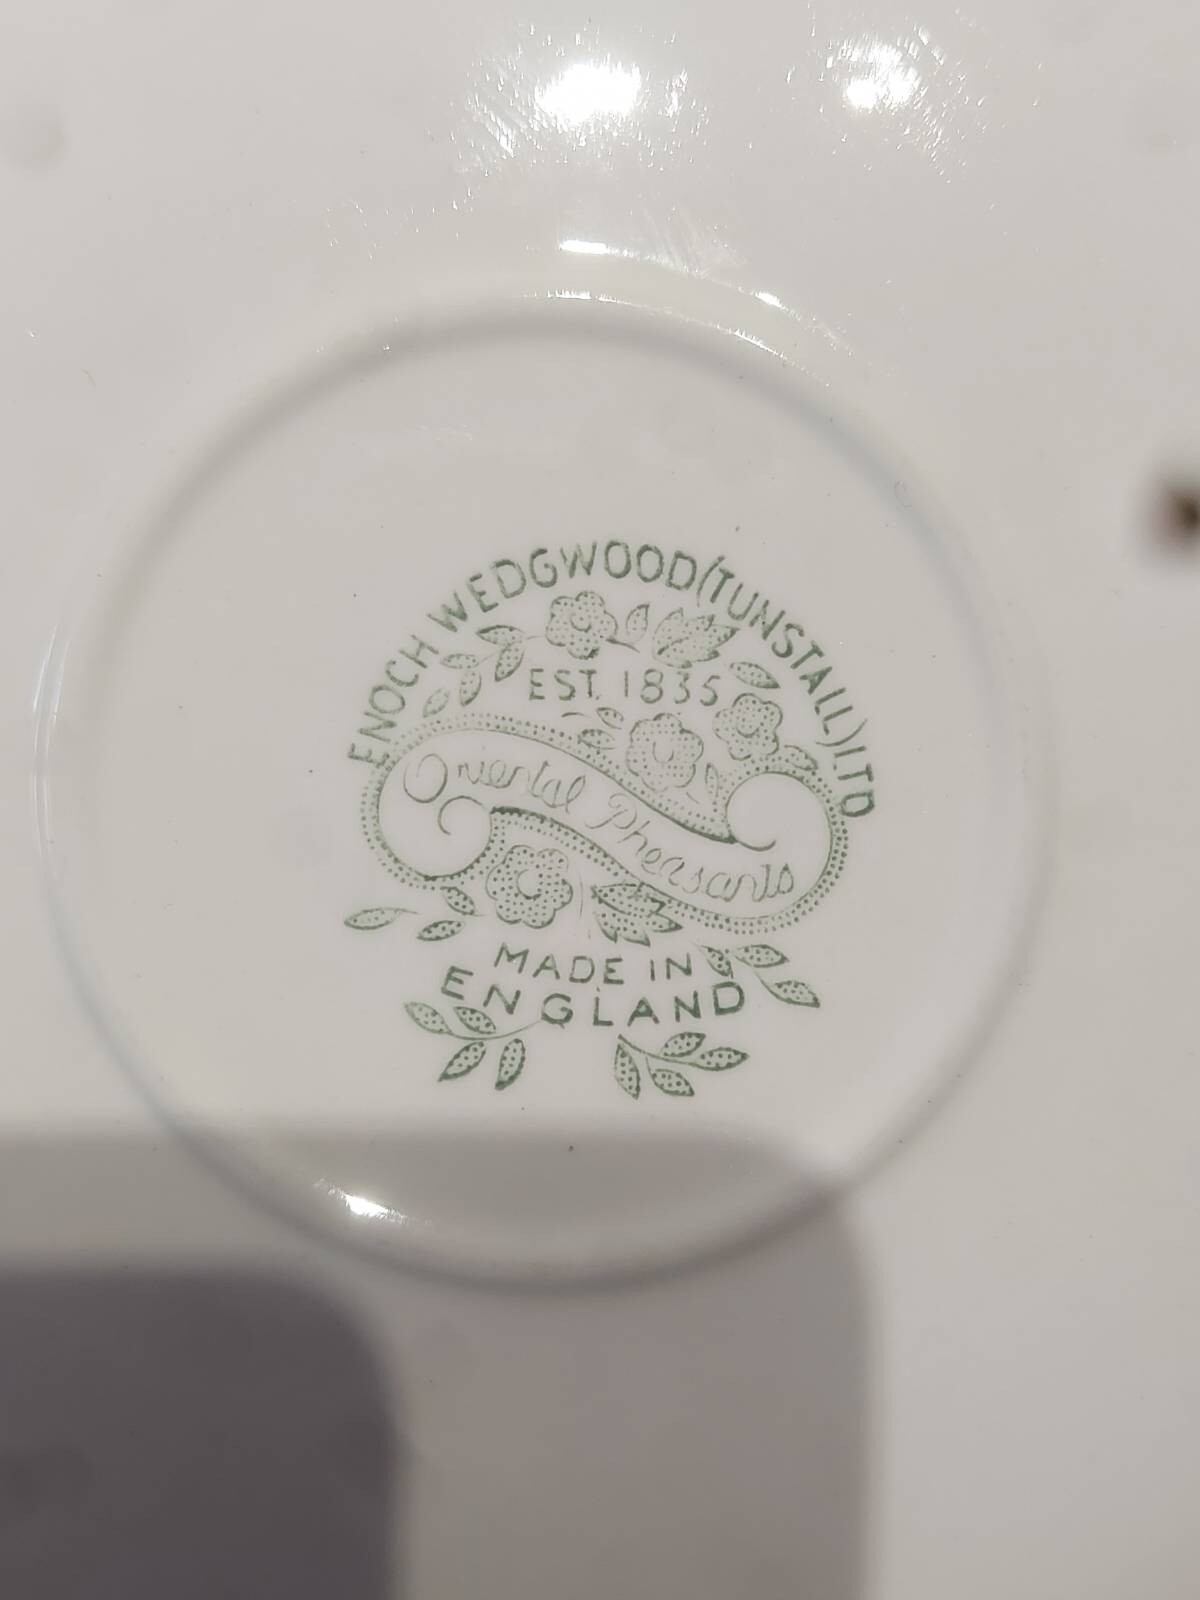 ENOCH WEDGWOOD (TUNSTALL) LTD
EST. 1835
Oriental Pheasants
MADE IN
ENGLAND